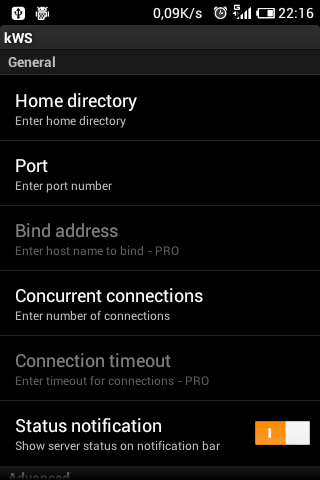 0,09K/s 22:16
kWS
General
Home directory
Enter home directory
Port
Enter port number
Bind address
Enter host name to bind - PRO
Concurrent connections
Enter number of connections
Connection timeout
Enter timeout for connections - PRO
Status notification
Show server status on notification bar
Advanced